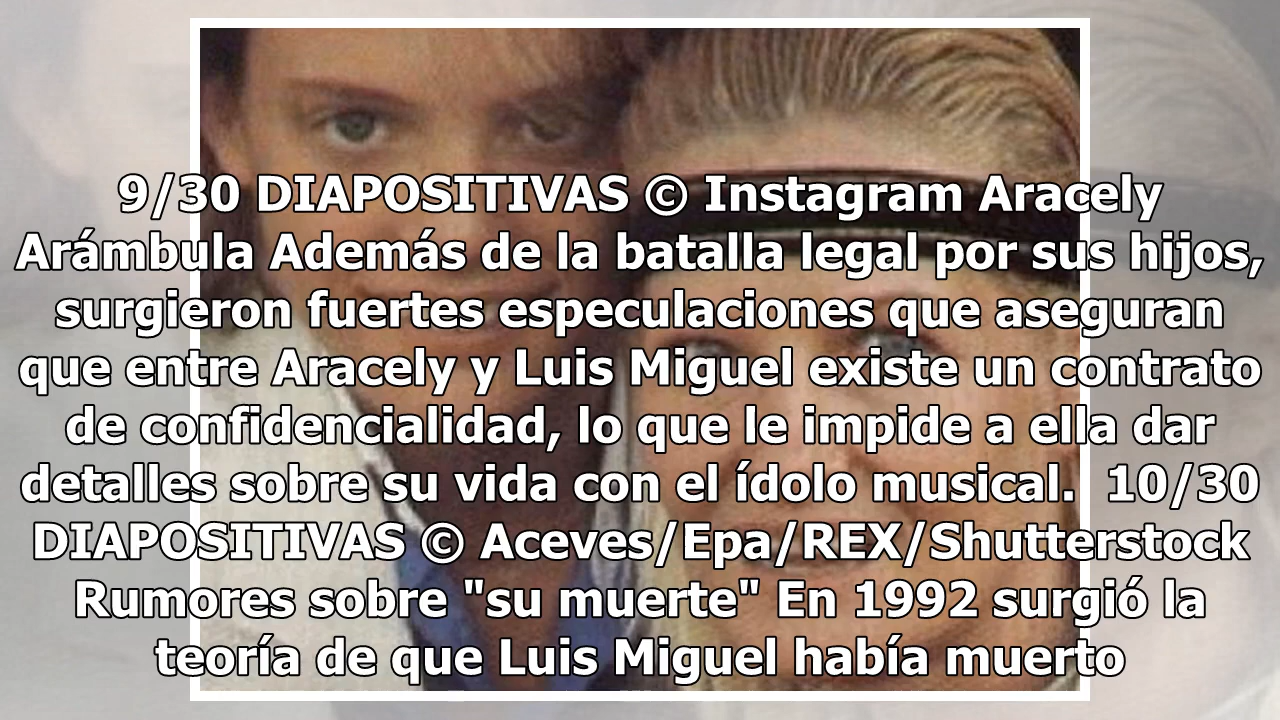 9/30 DIAPOSITIVAS © Instagram Aracely
Arámbula Además de la batalla legal por sus hijos,
surgieron fuertes especulaciones que aseguran
que entre Aracely y Luis Miguel existe un contrato
de confidencialidad, lo que le impide a ella dar
detalles sobre su vida con el ídolo musical.  10/30
DIAPOSITIVAS © Aceves/Epa/REX/Shutterstock
Rumores sobre "su muerte" En 1992 surgió la
teoría de que Luis Miguel había muerto